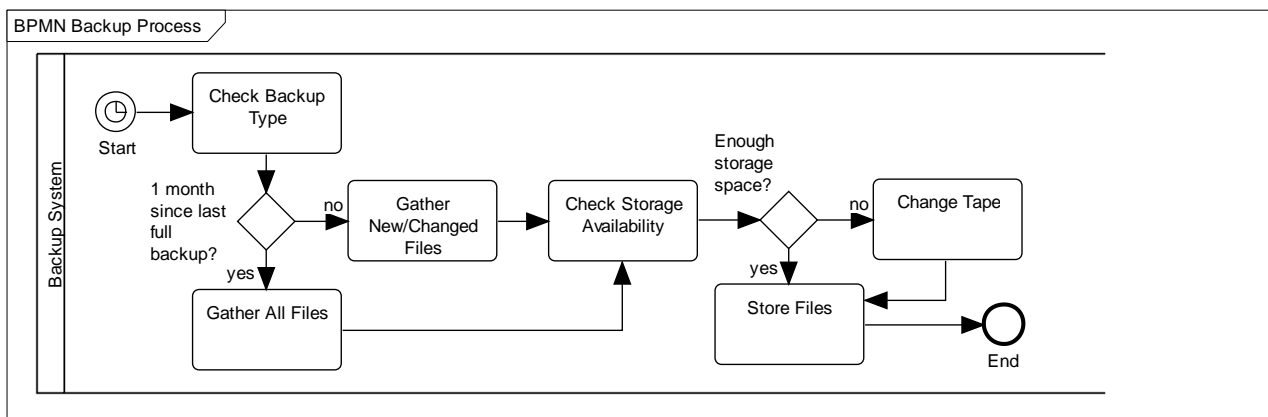 BPMN Backup Process
Backup System
Start
Check Backup
Type
1 month
since last
full
backup?
no
yes
Gather
New/Changed
Files
Gather All Files
Check Storage
Availability
Enough
storage
space?
no
yes
Change Tape
Store Files
End